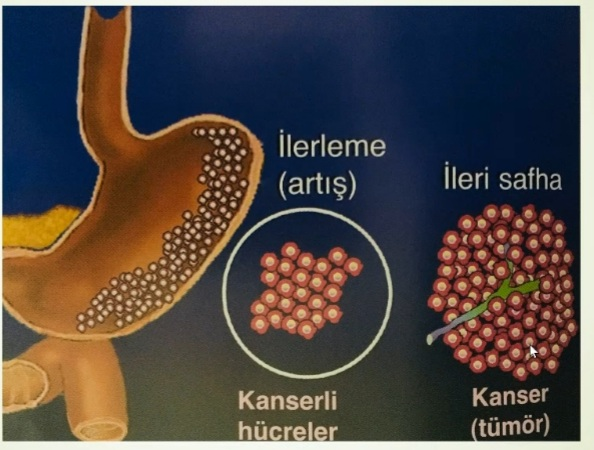 İlerleme
(artış)
İleri safha
Kanserli
hücreler
Kanser
(tümör)